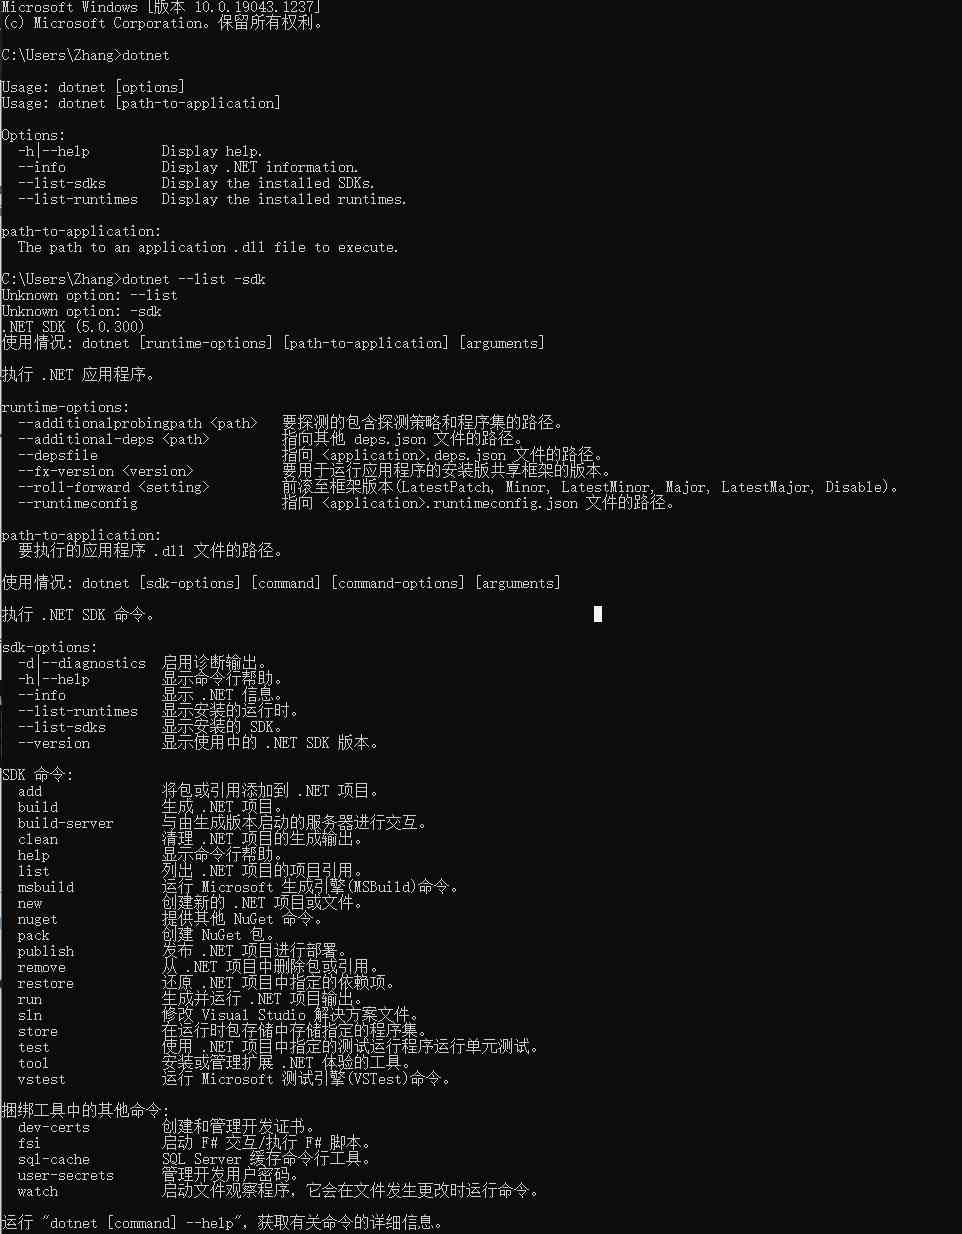 Microsoft Windows [版本 10.0.19043.1237]
(c) Microsoft Corporation。保留所有权利。
C:\Users\Zhang>dotnet
Usage: dotnet [options]
Usage: dotnet [path-to-application]
Options:
-h|--help Display help.
--info Display .NET information.
--list-sdks Display the installed SDKs.
--list-runtimes Display the installed runtimes.
path-to-application:
The path to an application .dll file to execute.
C:\Users\Zhang>dotnet --list -sdk
Unknown option: --list
Unknown option: -sdk
.NET SDK (5.0.300)
使用情况: dotnet [runtime-options] [path-to-application] [arguments]
执行 .NET 应用程序。
runtime-options:
--additionalprobingpath <path> 要探测的包含探测策略和程序集的路径。
--additional-deps <path> 指向其他 deps.json 文件的路径。
--depsfile 指向 <application>.deps.json 文件的路径。
--fx-version <version> 要用于运行应用程序的安装版共享框架的版本。
--roll-forward <setting> 前滚至框架版本(LatestPatch, Minor, LatestMinor, Major, LatestMajor, Disable)。
--runtimeconfig 指向 <application>.runtimeconfig.json 文件的路径。
path-to-application:
要执行的应用程序 .dll 文件的路径。
使用情况: dotnet [sdk-options] [command] [command-options] [arguments]
执行 .NET SDK 命令。
sdk-options:
-d|--diagnostics 启用诊断输出。
-h|--help 显示命令行帮助。
--info 显示 .NET 信息。
--list-runtimes 显示安装的运行时。
--list-sdks 显示安装的 SDK。
--version 显示使用中的 .NET SDK 版本。
SDK 命令:
add 将包或引用添加到 .NET 项目。
build 生成 .NET 项目。
build-server 与由生成版本启动的服务器进行交互。
clean 清理 .NET 项目的生成输出。
help 显示命令行帮助。
list 列出 .NET 项目的项目引用。
msbuild 运行 Microsoft 生成引擎(MSBuild)命令。
new 创建新的 .NET 项目或文件。
nuget 提供其他 NuGet 命令。
pack 创建 NuGet 包。
publish 发布 .NET 项目进行部署。
remove 从 .NET 项目中删除包或引用。
restore 还原 .NET 项目中指定的依赖项。
run 生成并运行 .NET 项目输出。
sln 修改 Visual Studio 解决方案文件。
store 在运行时包存储中存储指定的程序集。
test 使用 .NET 项目中指定的测试运行程序运行单元测试。
tool 安装或管理扩展 .NET 体验的工具。
vstest 运行 Microsoft 测试引擎(VSTest)命令。
捆绑工具中的其他命令:
dev-certs 创建和管理开发证书。
fsi 启动 F# 交互/执行 F# 脚本。
sql-cache SQL Server 缓存命令行工具。
user-secrets 管理开发用户密码。
watch 启动文件观察程序，它会在文件发生更改时运行命令。
运行 "dotnet [command] --help"，获取有关命令的详细信息。